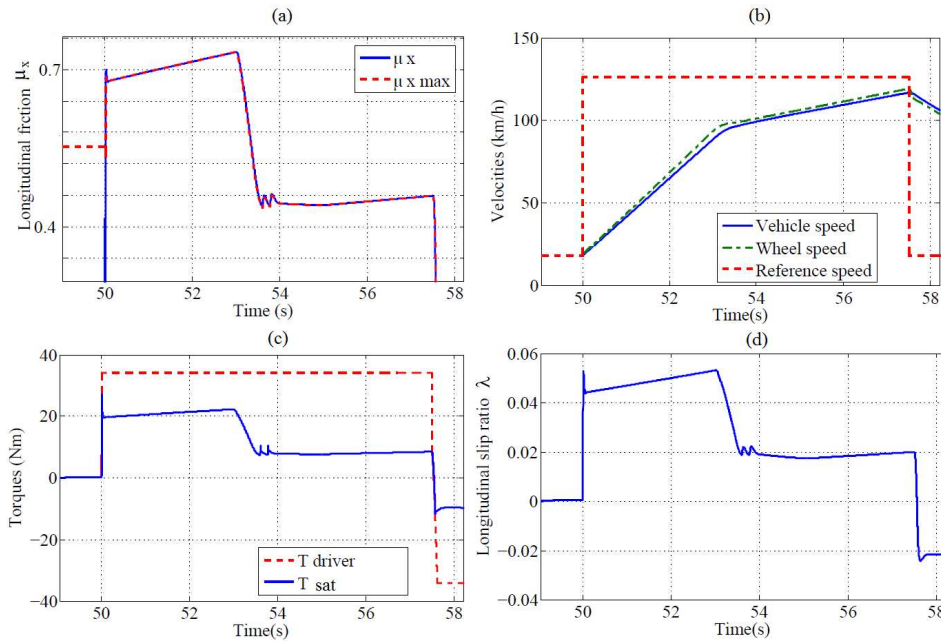 (a)
Longitudinal frction μx
0.7
0.4
μ x
μ x max
50 52 54 56 58
Time (s)
(b)
Velocities (km/h)
150
100
50
0
Vehicle speed
Wheel speed
Reference speed
50 52 54 56 58
Time(s)
(c)
Torques (Nm)
40
20
0
−20
−40
T driver
T sat
50 52 54 56 58
Time(s)
(d)
Longitudinal slip ratio λ
0.06
0.04
0.02
0
−0.02
−0.04
50 52 54 56 58
Time(s)